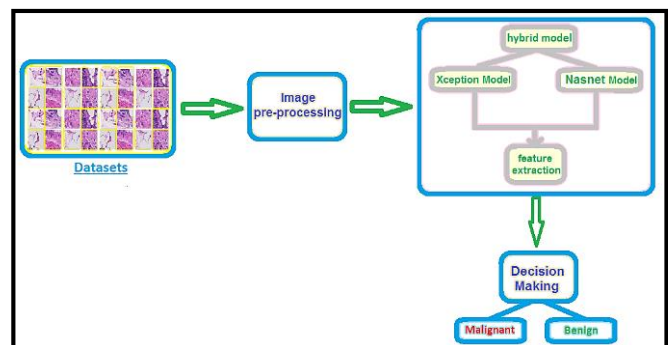 Datasets
Image
pre-processing
hybrid model
Xception Model
Nasnet Model
feature
extraction
Decision
Making
Malignant
Benign